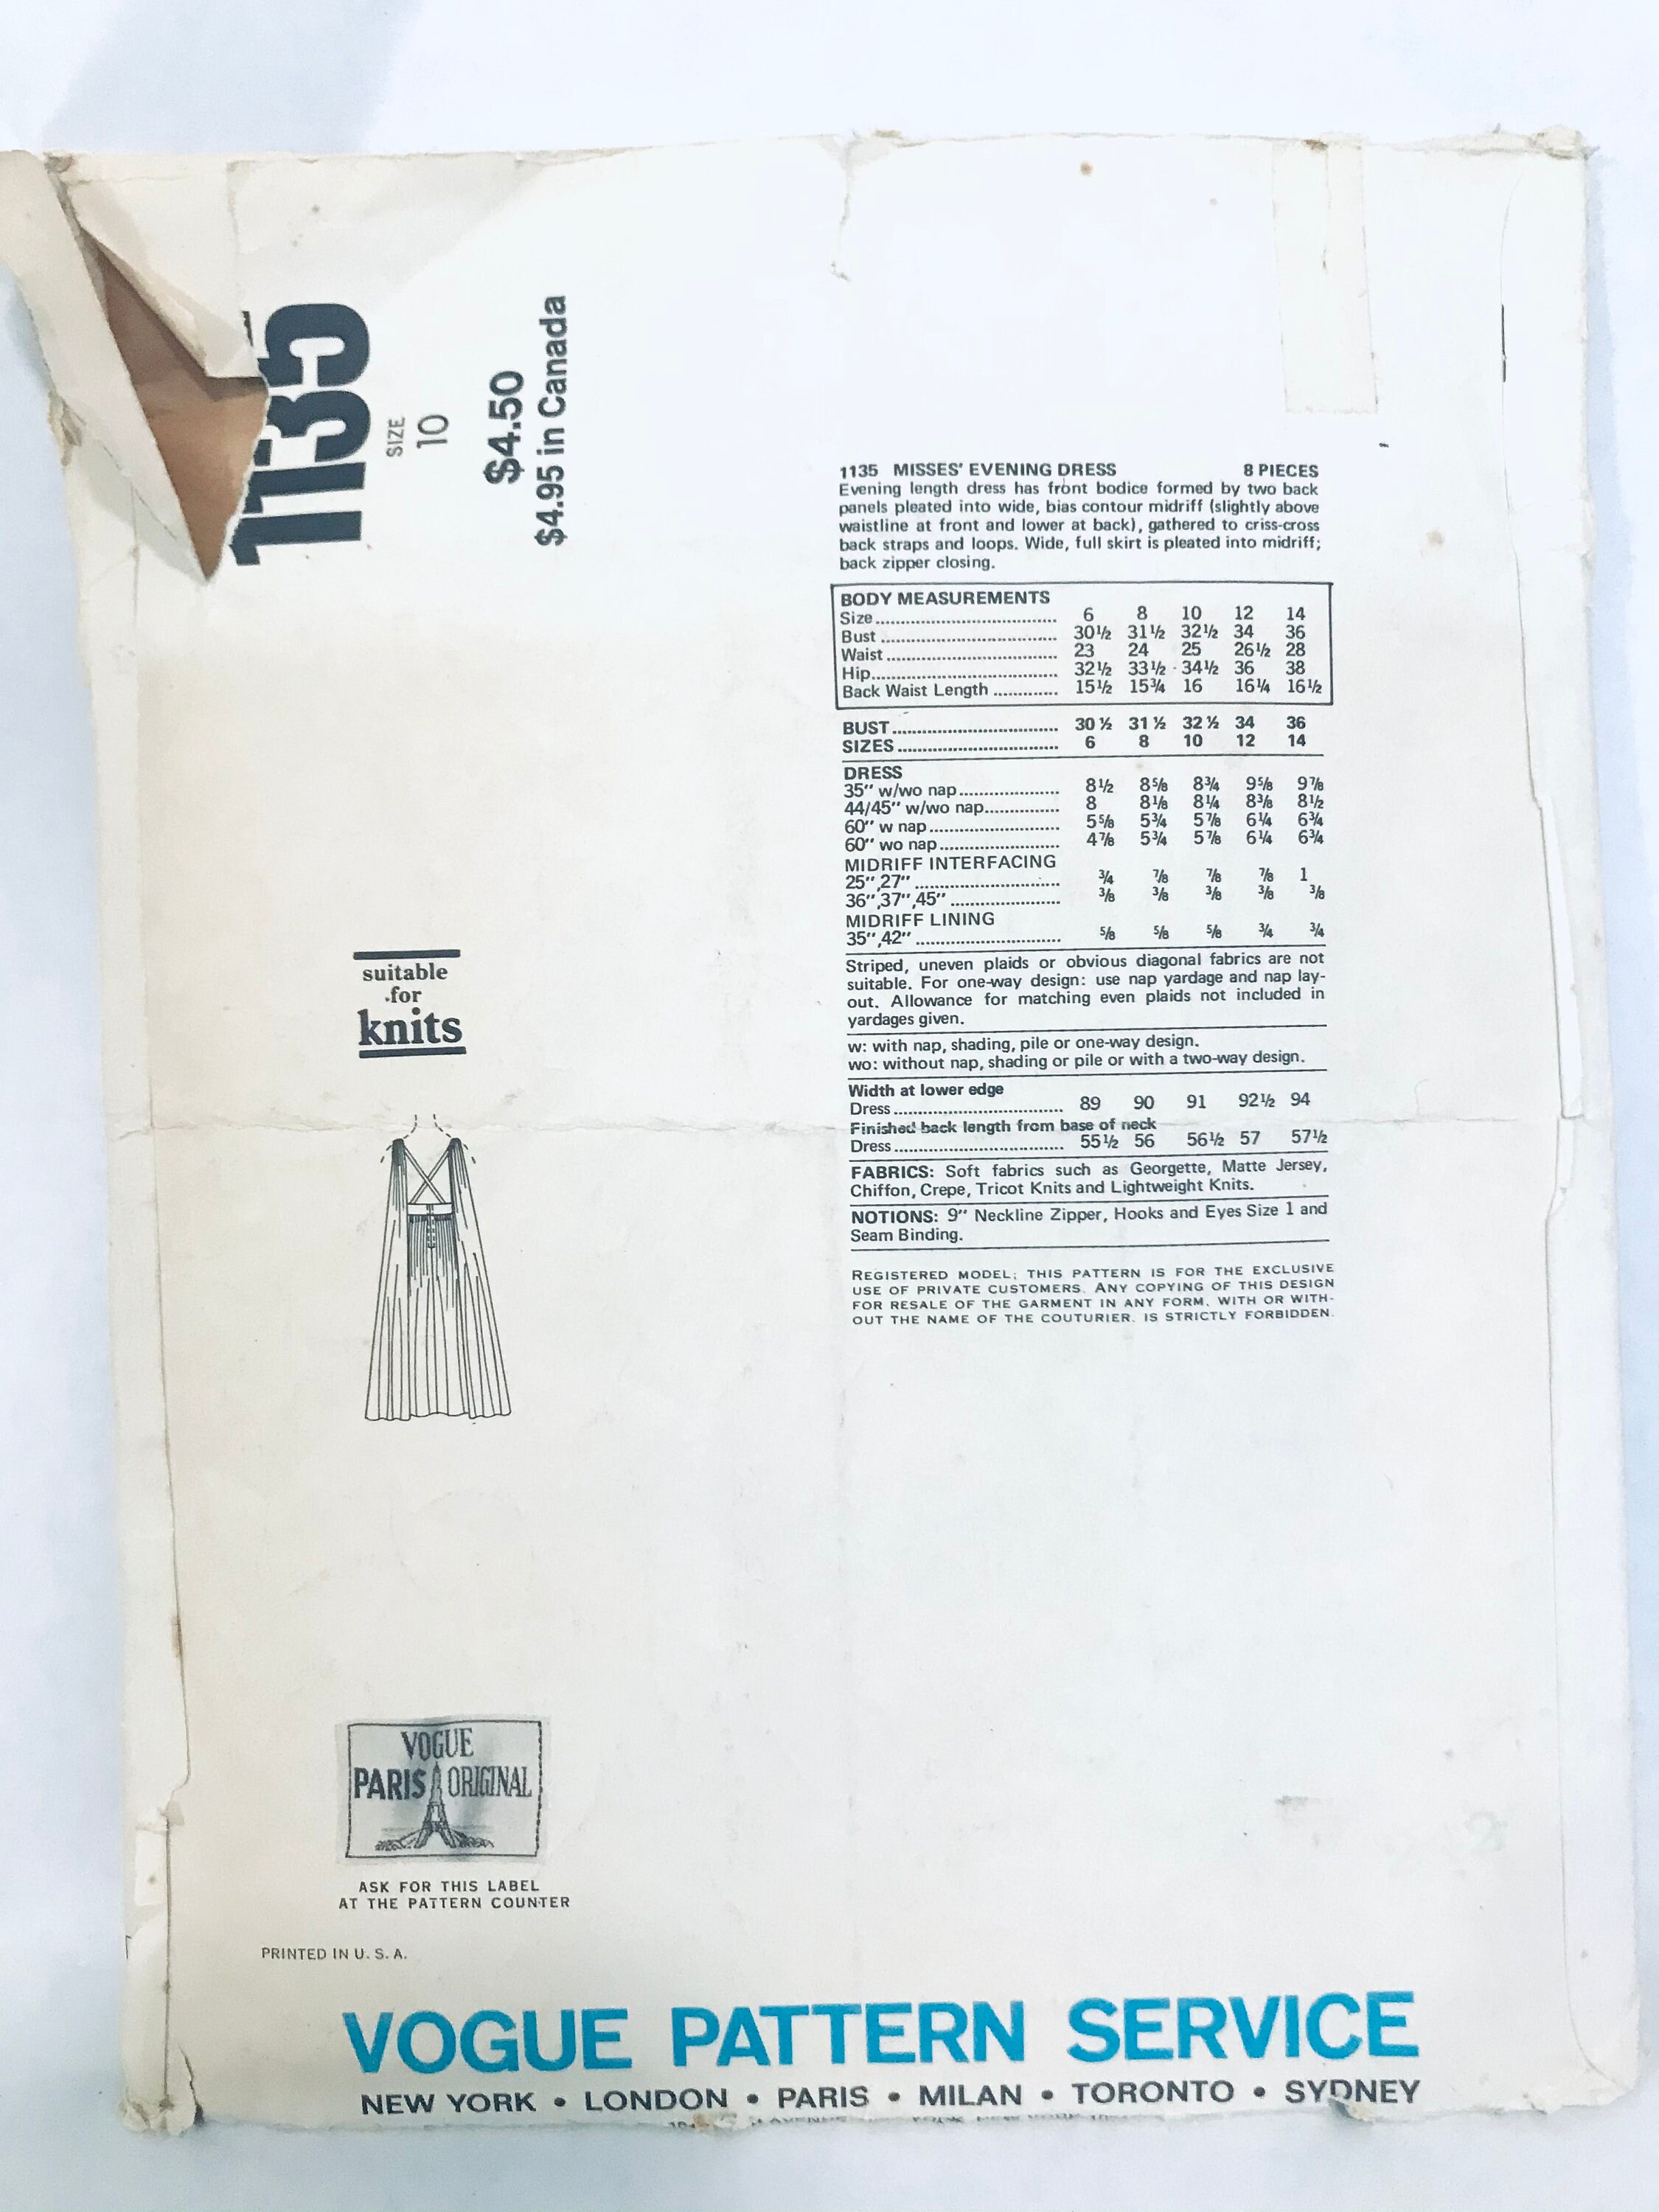 1135
SIZE
10
$4.50
$4.95 in Canada
1135 MISSES' EVENING DRESS 8 PIECES
Evening length dress has front bodice formed by two back
panels pleated into wide, bias contour midriff (slightly above
waistline at front and lower at back), gathered to criss-cross
back straps and loops. Wide, full skirt is pleated into midriff;
back zipper closing.
BODY MEASUREMENTS
Size 6 8 10 12 14
Bust 30½ 31½ 32½ 34 36
Waist 23 24 25 26½ 28
Hip 32½ 33½ 34½ 36 38
Back Waist Length 15½ 15¾ 16 16¼ 16½
BUST 30½ 31½ 32½ 34 36
SIZES 6 8 10 12 14
DRESS
35" w/wo nap 8½ 8⅝ 8¾ 9⅝ 9⅞
44/45" w/wo nap 8 8⅛ 8¼ 8⅜ 8½
60" w nap 5⅝ 5¾ 5⅞ 6¼ 6¾
60" wo nap 4⅞ 5¾ 5⅞ 6¼ 6¾
MIDRIFF INTERFACING
25",27" ¾ ⅞ ⅞ ⅞ 1
36",37",45" ⅜ ⅜ ⅜ ⅜ ⅜
MIDRIFF LINING
35",42" ⅝ ⅝ ⅝ ¾ ¾
Striped, uneven plaids or obvious diagonal fabrics are not
suitable. For one-way design: use nap yardage and nap lay-
out. Allowance for matching even plaids not included in
yardages given.
w: with nap, shading, pile or one-way design.
wo: without nap, shading or pile or with a two-way design.
Width at lower edge
Dress 89 90 91 92½ 94
Finished back length from base of neck
Dress 55½ 56 56½ 57 57½
FABRICS: Soft fabrics such as Georgette, Matte Jersey,
Chiffon, Crepe, Tricot Knits and Lightweight Knits.
NOTIONS: 9" Neckline Zipper, Hooks and Eyes Size 1 and
Seam Binding.
REGISTERED MODEL; THIS PATTERN IS FOR THE EXCLUSIVE
USE OF PRIVATE CUSTOMERS. ANY COPYING OF THIS DESIGN
FOR RESALE OF THE GARMENT IN ANY FORM, WITH OR WITH-
OUT THE NAME OF THE COUTURIER, IS STRICTLY FORBIDDEN.
suitable
for
knits
VOGUE
PARIS ORIGINAL
ASK FOR THIS LABEL
AT THE PATTERN COUNTER
PRINTED IN U. S. A.
VOGUE PATTERN SERVICE
NEW YORK • LONDON • PARIS • MILAN • TORONTO • SYDNEY